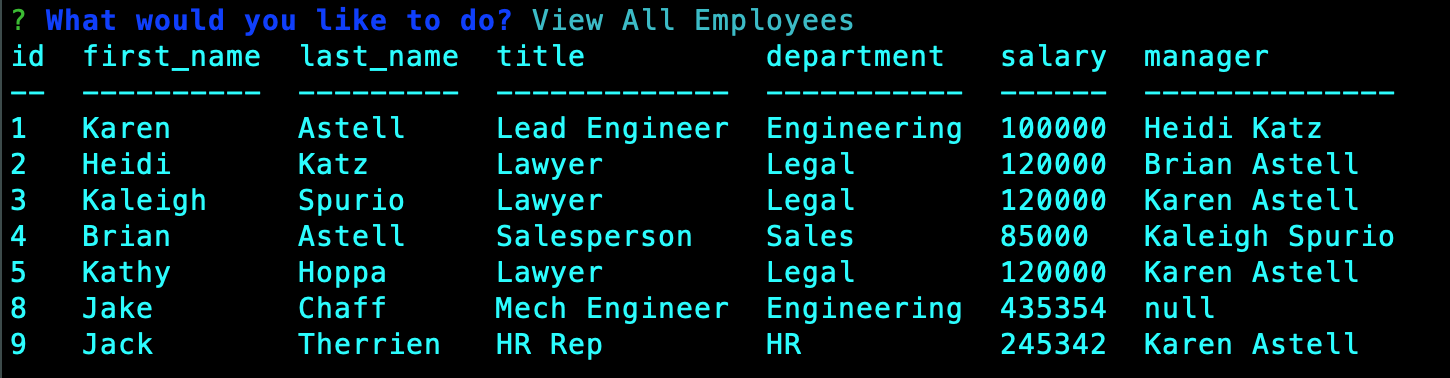 ? What would you like to do? View All Employees
id  first_name  last_name  title          department   salary  manager
--  ----------  ---------  -------------  -----------  ------  --------------
1   Karen       Astell     Lead Engineer  Engineering  100000  Heidi Katz
2   Heidi       Katz       Lawyer         Legal        120000  Brian Astell
3   Kaleigh     Spurio     Lawyer         Legal        120000  Karen Astell
4   Brian       Astell     Salesperson    Sales        85000   Kaleigh Spurio
5   Kathy       Hoppa      Lawyer         Legal        120000  Karen Astell
8   Jake        Chaff      Mech Engineer  Engineering  435354  null
9   Jack        Therrien   HR Rep         HR           245342  Karen Astell